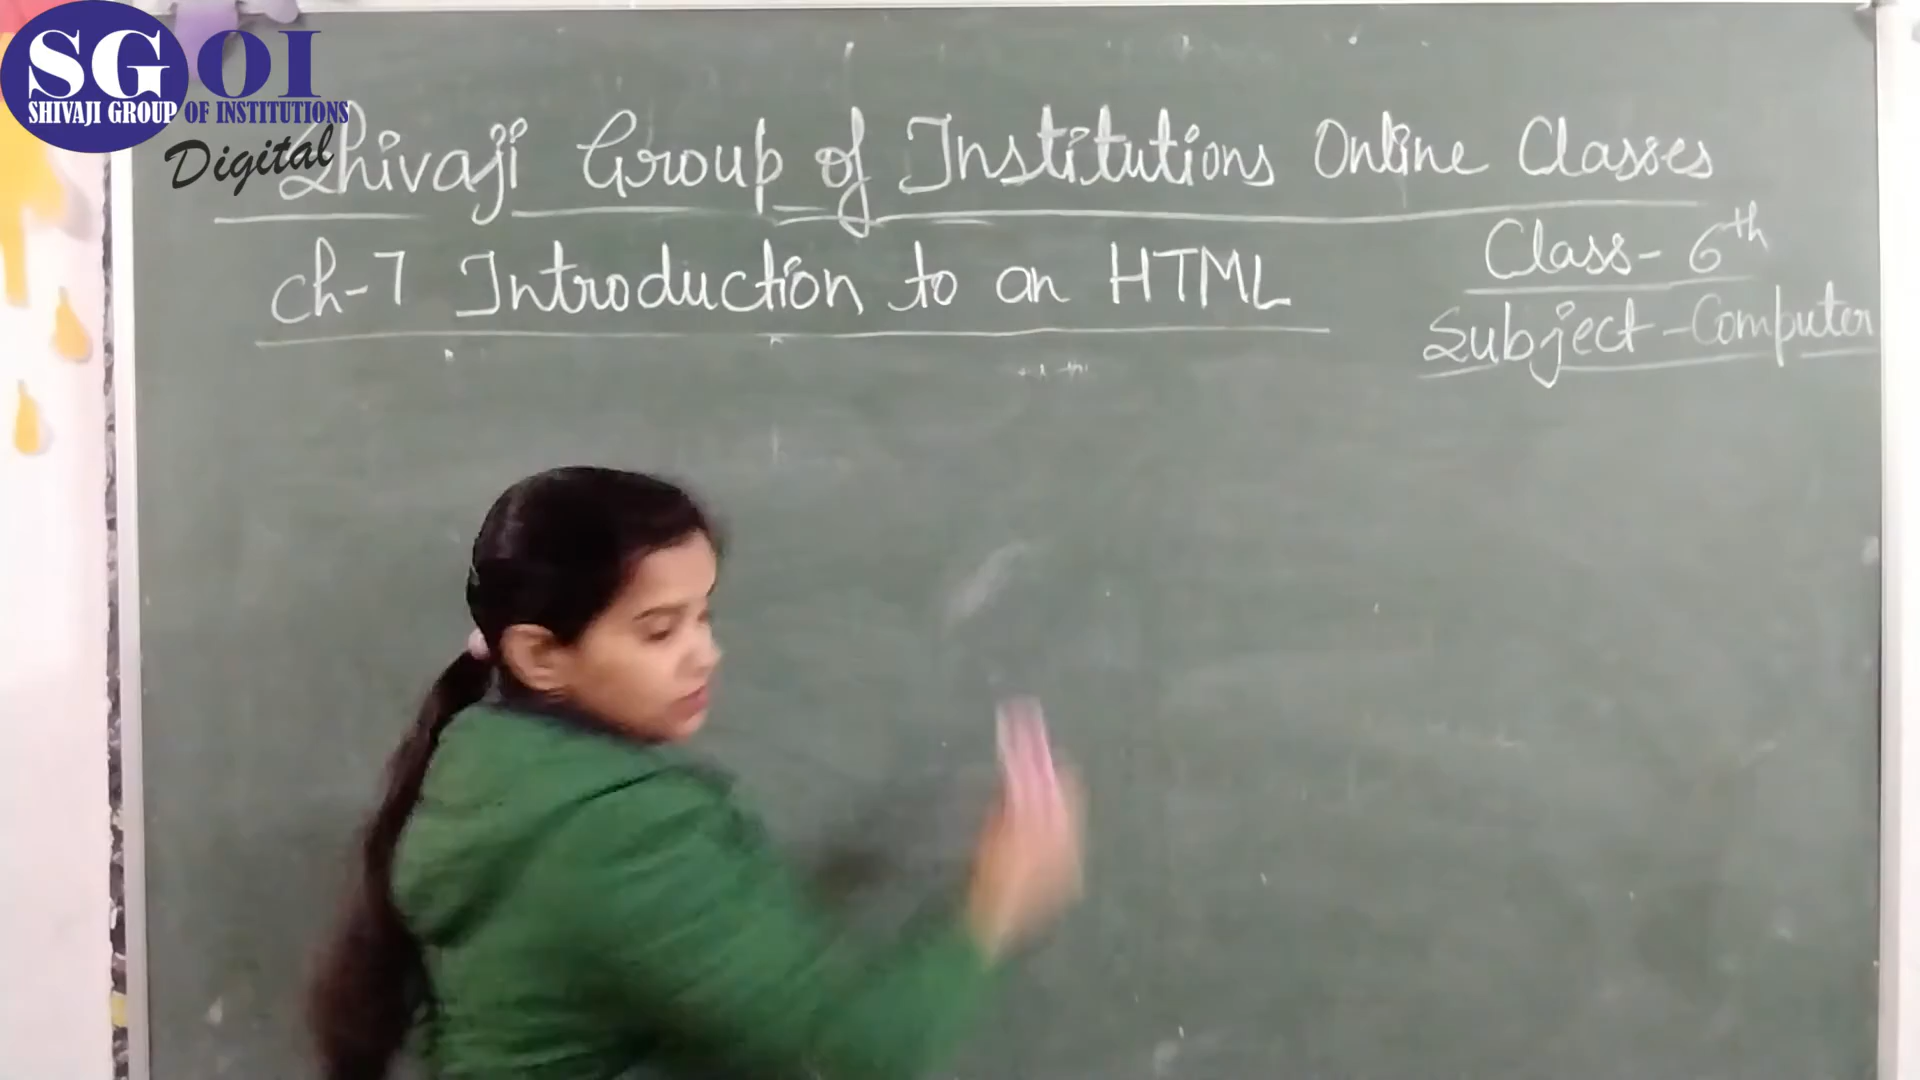 SGOI
SHIVAJI GROUP OF INSTITUTIONS
Digital
Shivaji Group of Institutions Online Classes
Ch-7 Introduction to an HTML
Class- 6th
Subject-Computer